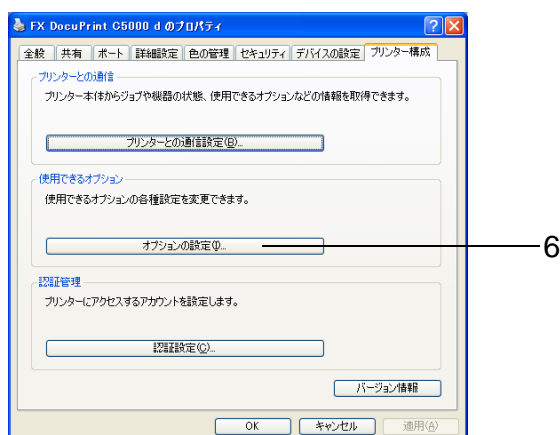 FX DocuPrint C5000 d のプロパティ
全般 共有 ポート 詳細設定 色の管理 セキュリティ デバイスの設定 プリンター構成
プリンターとの通信
プリンター本体からジョブや機器の状態、使用できるオプションなどの情報を取得できます。
プリンターとの通信設定(B)...
使用できるオプション
使用できるオプションの各種設定を変更できます。
オプションの設定(I)...
6
認証管理
プリンターにアクセスするアカウントを設定します。
認証設定(C)...
バージョン情報
OK キャンセル 適用(A)